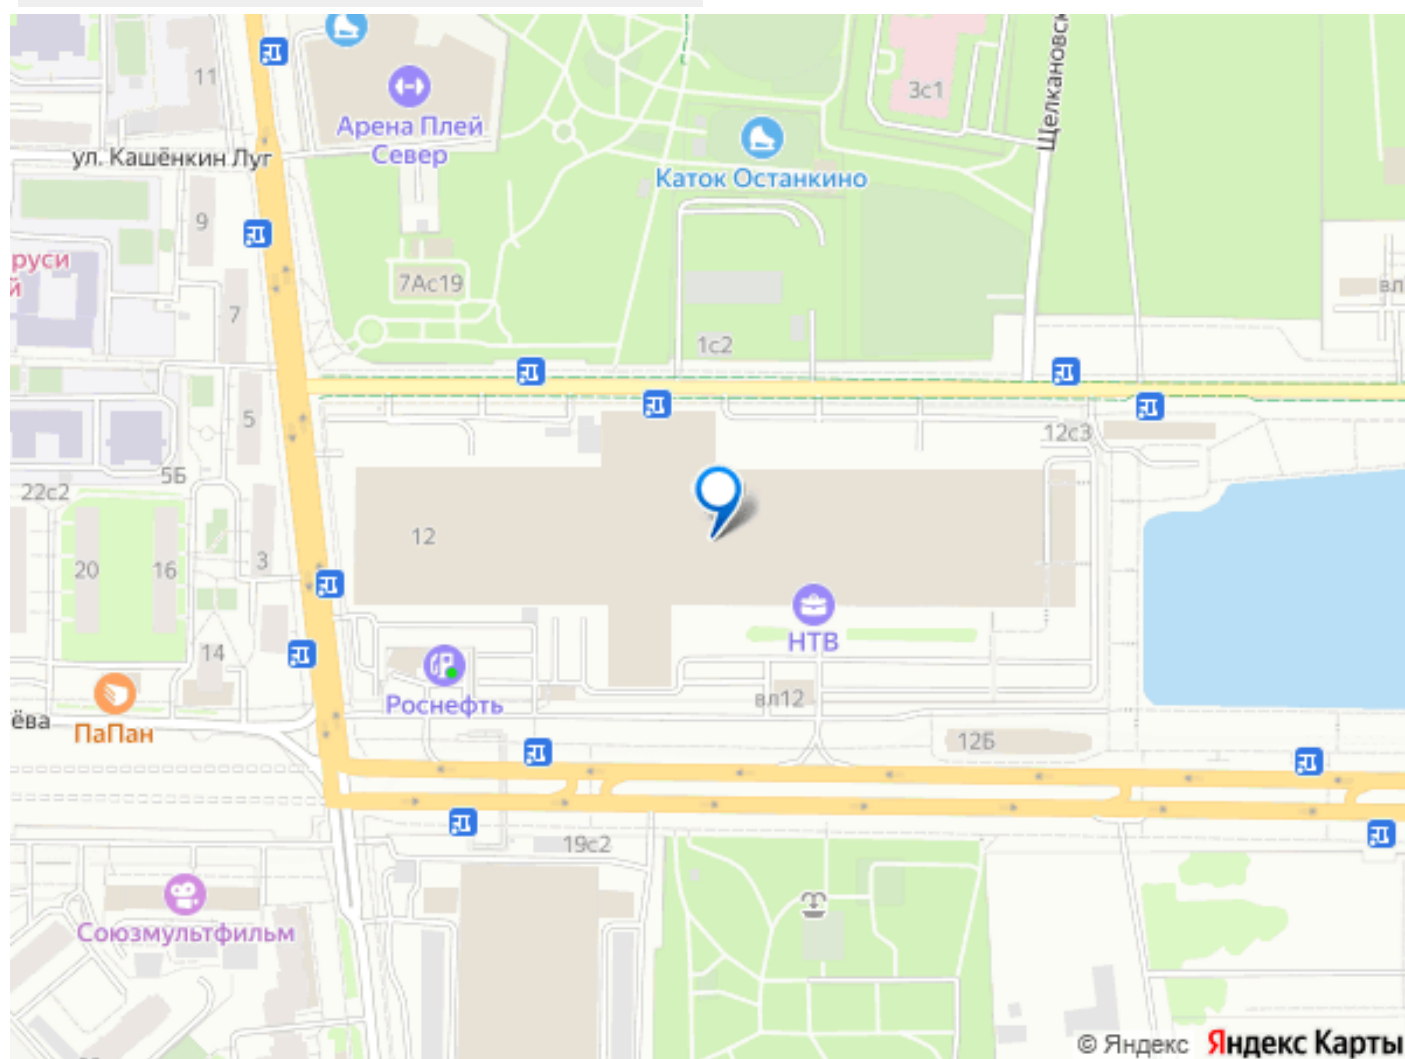 11
Арена Плей
Север
3с1
Щелкановск
ул. Кашёнкин Луг
Каток Останкино
9
руси
й
7Ас19
вл
7
1с2
5
12с3
5Б
22с2
12
20
16
3
НТВ
14
Роснефть
вл12
ёва
ПаПан
12Б
19с2
Союзмультфильм
© Яндекс Яндекс Карты